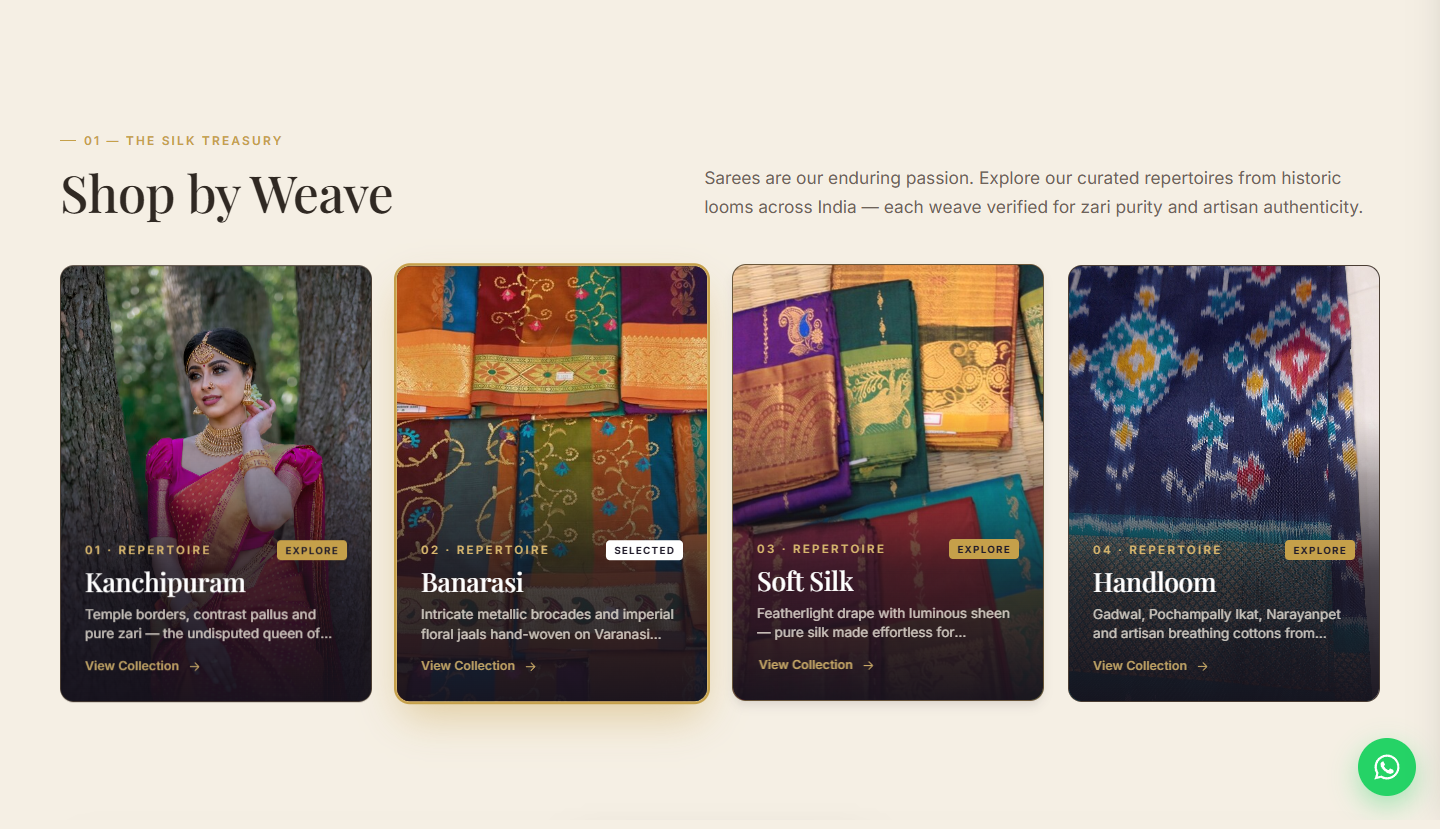 — 01 — THE SILK TREASURY
Shop by Weave
Sarees are our enduring passion. Explore our curated repertoires from historic
looms across India — each weave verified for zari purity and artisan authenticity.
01 · REPERTOIRE
EXPLORE
Kanchipuram
Temple borders, contrast pallus and
pure zari — the undisputed queen of...
View Collection →
02 · REPERTOIRE
SELECTED
Banarasi
Intricate metallic brocades and imperial
floral jaals hand-woven on Varanasi...
View Collection →
03 · REPERTOIRE
EXPLORE
Soft Silk
Featherlight drape with luminous sheen
— pure silk made effortless for...
View Collection →
04 · REPERTOIRE
EXPLORE
Handloom
Gadwal, Pochampally Ikat, Narayanpet
and artisan breathing cottons from...
View Collection →